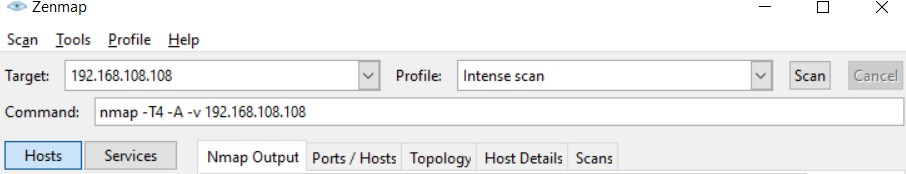 Zenmap
Scan Tools Profile Help
Target: 192.168.108.108 Profile: Intense scan Scan Cancel
Command: nmap -T4 -A -v 192.168.108.108
Hosts Services Nmap Output Ports / Hosts Topology Host Details Scans